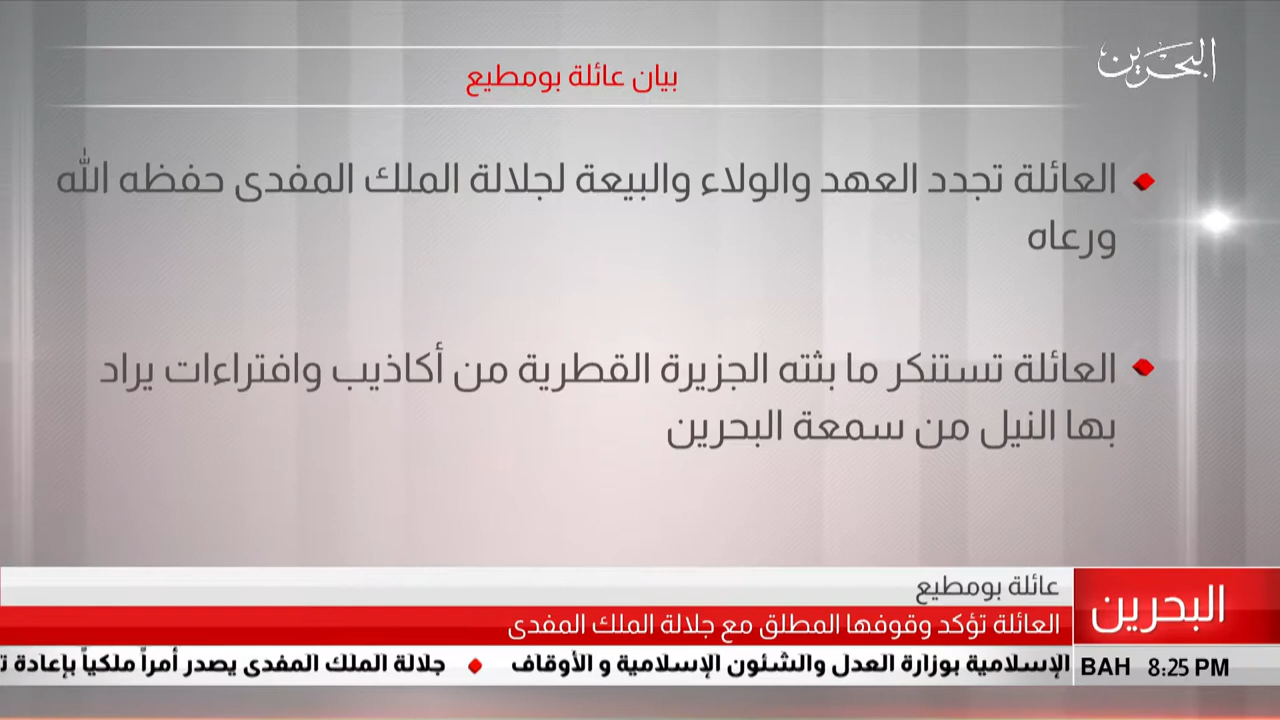 البحرين
بيان عائلة بومطيع
العائلة تجدد العهد والولاء والبيعة لجلالة الملك المفدى حفظه الله
ورعاه
العائلة تستنكر ما بثته الجزيرة القطرية من أكاذيب وافتراءات يراد
بها النيل من سمعة البحرين
البحرين
عائلة بومطيع
العائلة تؤكد وقوفها المطلق مع جلالة الملك المفدى
BAH 8:25 PM
الإسلامية بوزارة العدل والشئون الإسلامية و الأوقاف
جلالة الملك المفدى يصدر أمراً ملكياً بإعادة